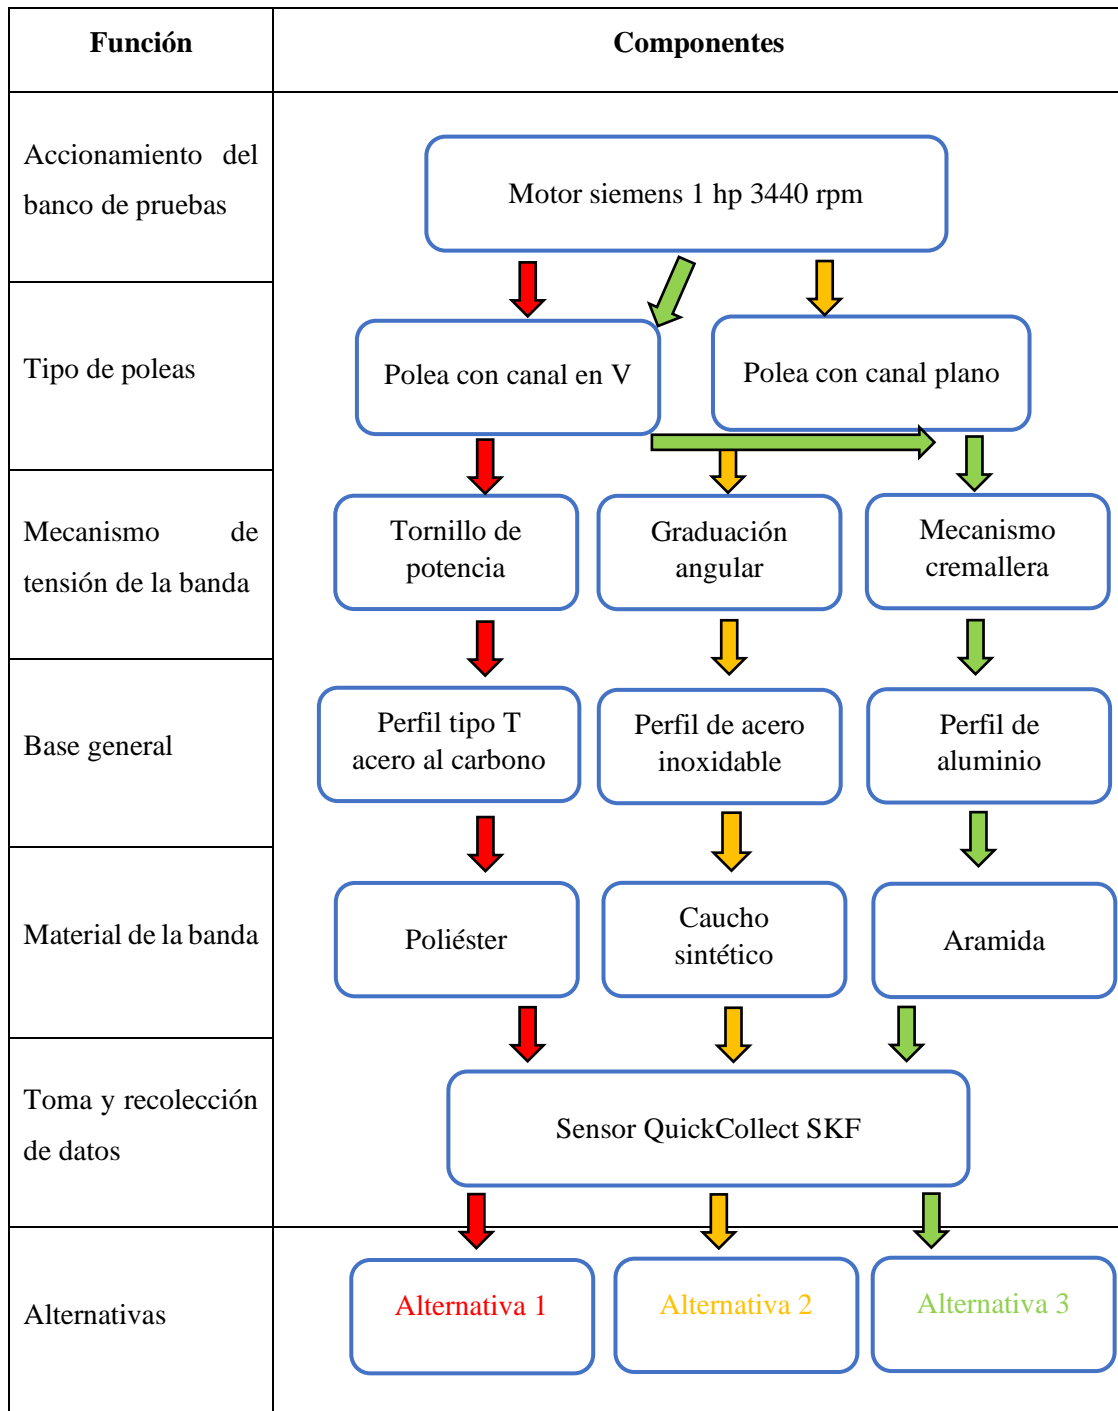 Función
Componentes
Accionamiento del
banco de pruebas
Motor siemens 1 hp 3440 rpm
Tipo de poleas
Polea con canal en V
Polea con canal plano
Mecanismo de
tensión de la banda
Tornillo de
potencia
Graduación
angular
Mecanismo
cremallera
Base general
Perfil tipo T
acero al carbono
Perfil de acero
inoxidable
Perfil de
aluminio
Material de la banda
Poliéster
Caucho
sintético
Aramida
Toma y recolección
de datos
Sensor QuickCollect SKF
Alternativas
Alternativa 1
Alternativa 2
Alternativa 3